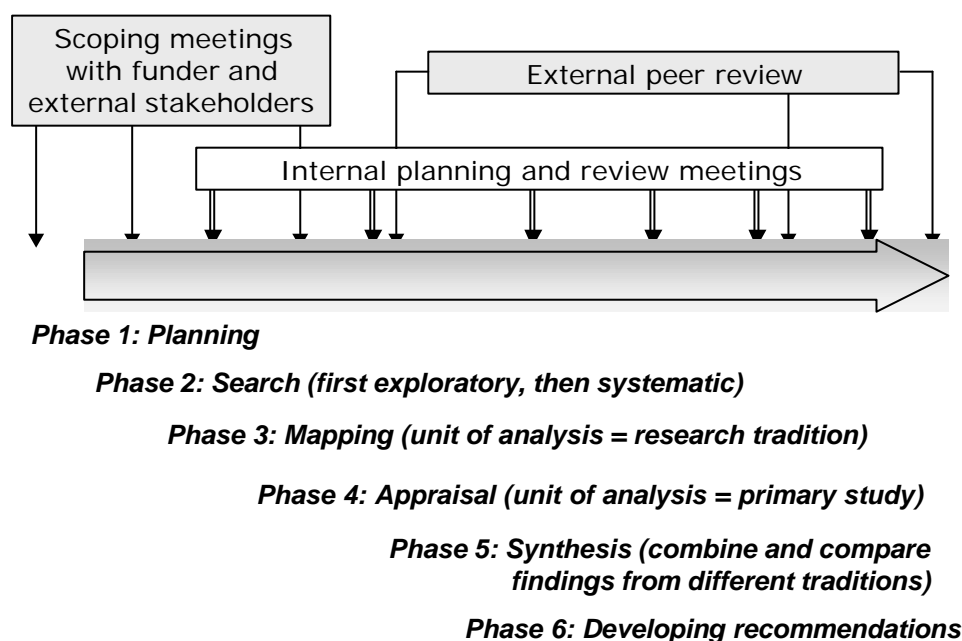 Scoping meetings
with funder and
external stakeholders
External peer review
Internal planning and review meetings
Phase 1: Planning
Phase 2: Search (first exploratory, then systematic)
Phase 3: Mapping (unit of analysis = research tradition)
Phase 4: Appraisal (unit of analysis = primary study)
Phase 5: Synthesis (combine and compare
findings from different traditions)
Phase 6: Developing recommendations